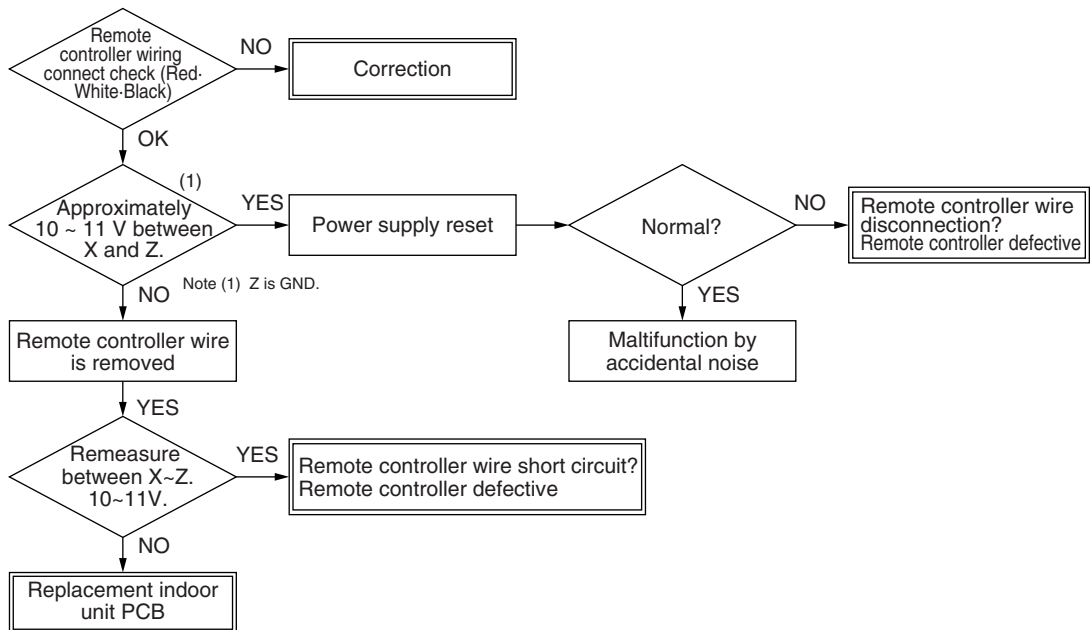 Remote
controller wiring
connect check (Red·
White·Black)
NO
Correction
OK
(1)
Approximately
10 ~ 11 V between
X and Z.
YES
Power supply reset
Normal?
NO
Remote controller wire
disconnection?
Remote controller defective
NO
Note (1) Z is GND.
YES
Remote controller wire
is removed
Maltifunction by
accidental noise
YES
Remeasure
between X~Z.
10~11V.
YES
Remote controller wire short circuit?
Remote controller defective
NO
Replacement indoor
unit PCB